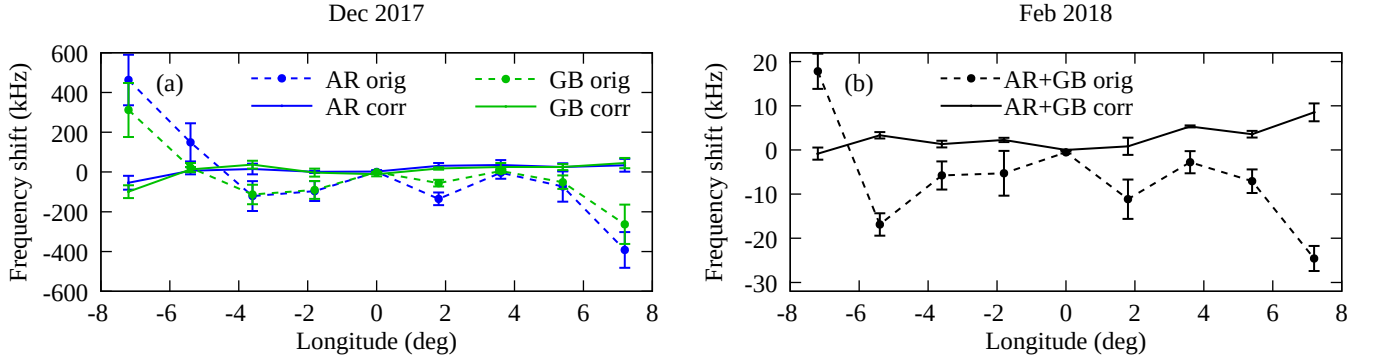 Dec 2017
Frequency shift (kHz)
600
400
200
0
-200
-400
-600
(a)
AR orig
AR corr
GB orig
GB corr
-8 -6 -4 -2 0 2 4 6 8
Longitude (deg)
Feb 2018
Frequency shift (kHz)
20
10
0
-10
-20
-30
(b)
AR+GB orig
AR+GB corr
-8 -6 -4 -2 0 2 4 6 8
Longitude (deg)